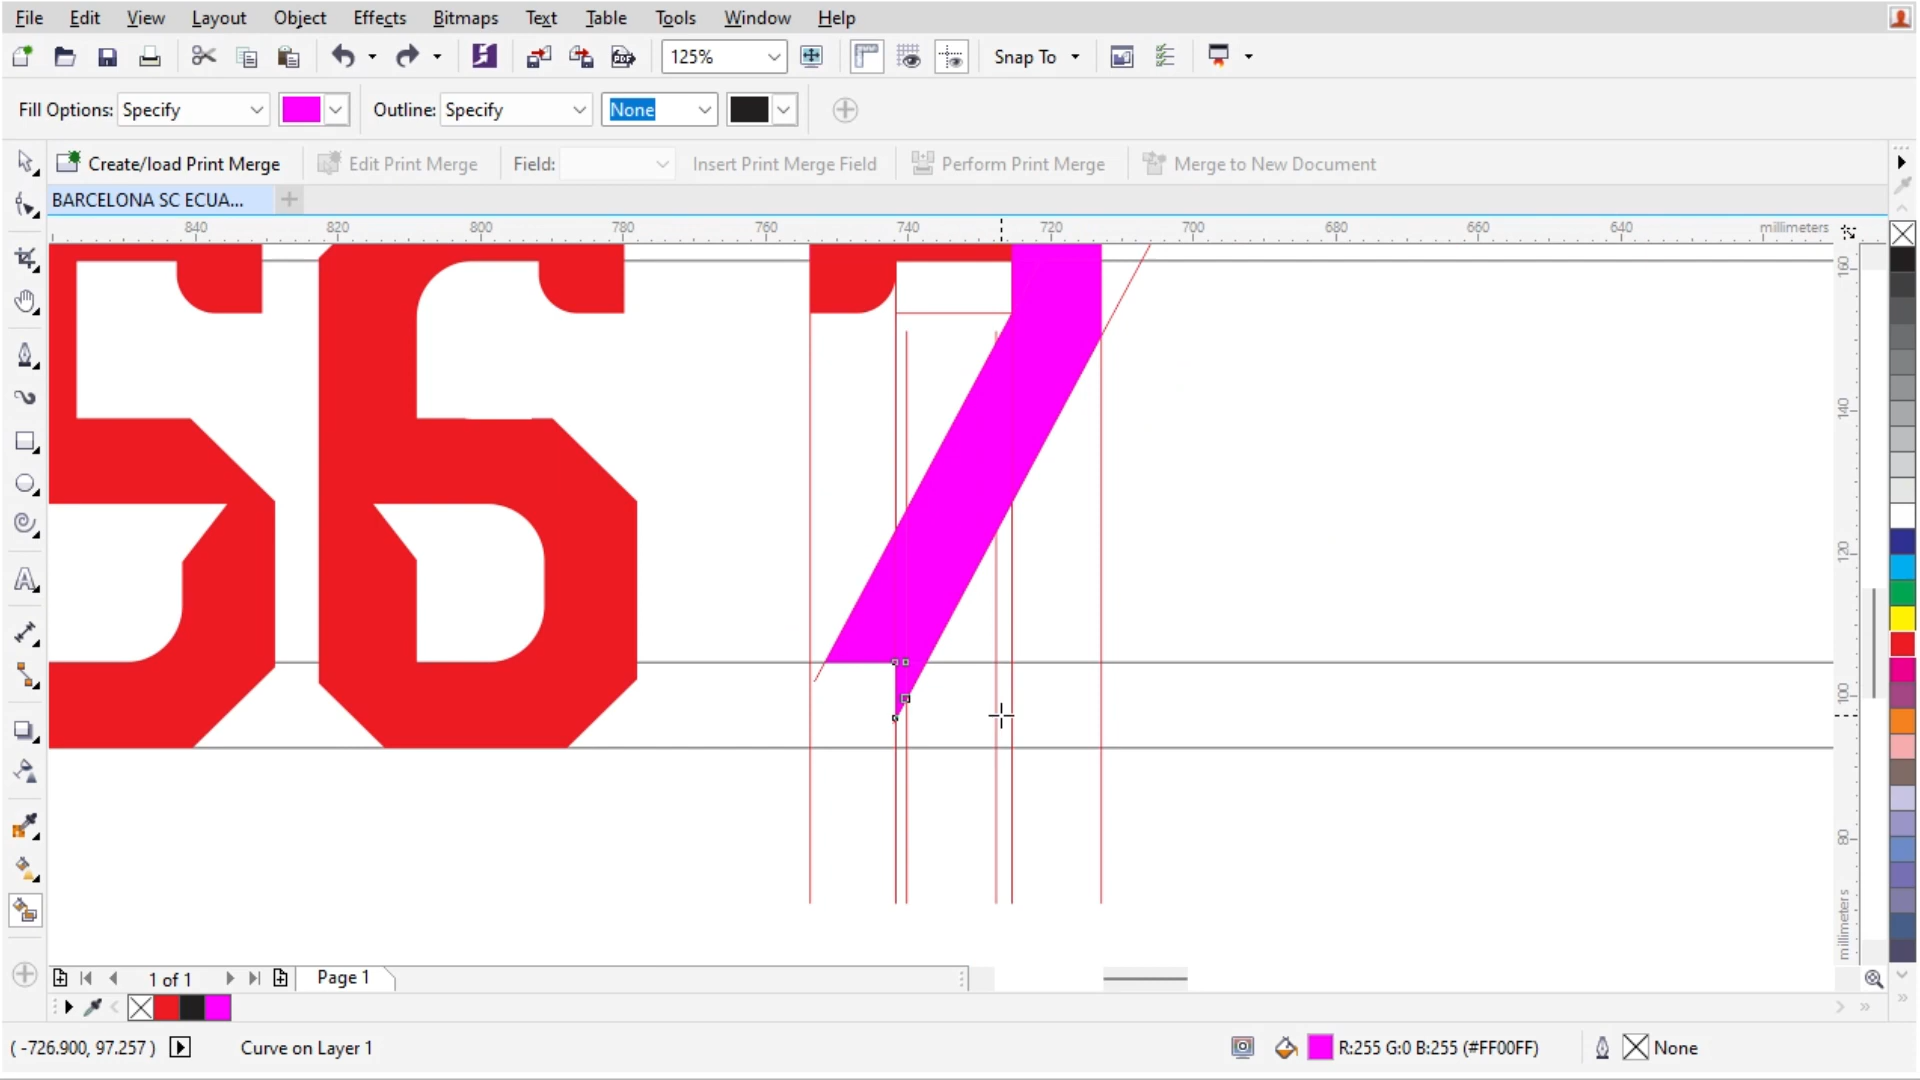 File Edit View Layout Object Effects Bitmaps Text Table Tools Window Help
125% Snap To
Fill Options: Specify Outline: Specify None
Create/load Print Merge Edit Print Merge Field: Insert Print Merge Field Perform Print Merge Merge to New Document
BARCELONA SC ECUA...
840 820 800 780 760 740 720 700 680 660 640 millimeters
160
140
120
100
80
millimeters
567
1 of 1 Page 1
( -726.900, 97.257 ) Curve on Layer 1 R:255 G:0 B:255 (#FF00FF) None